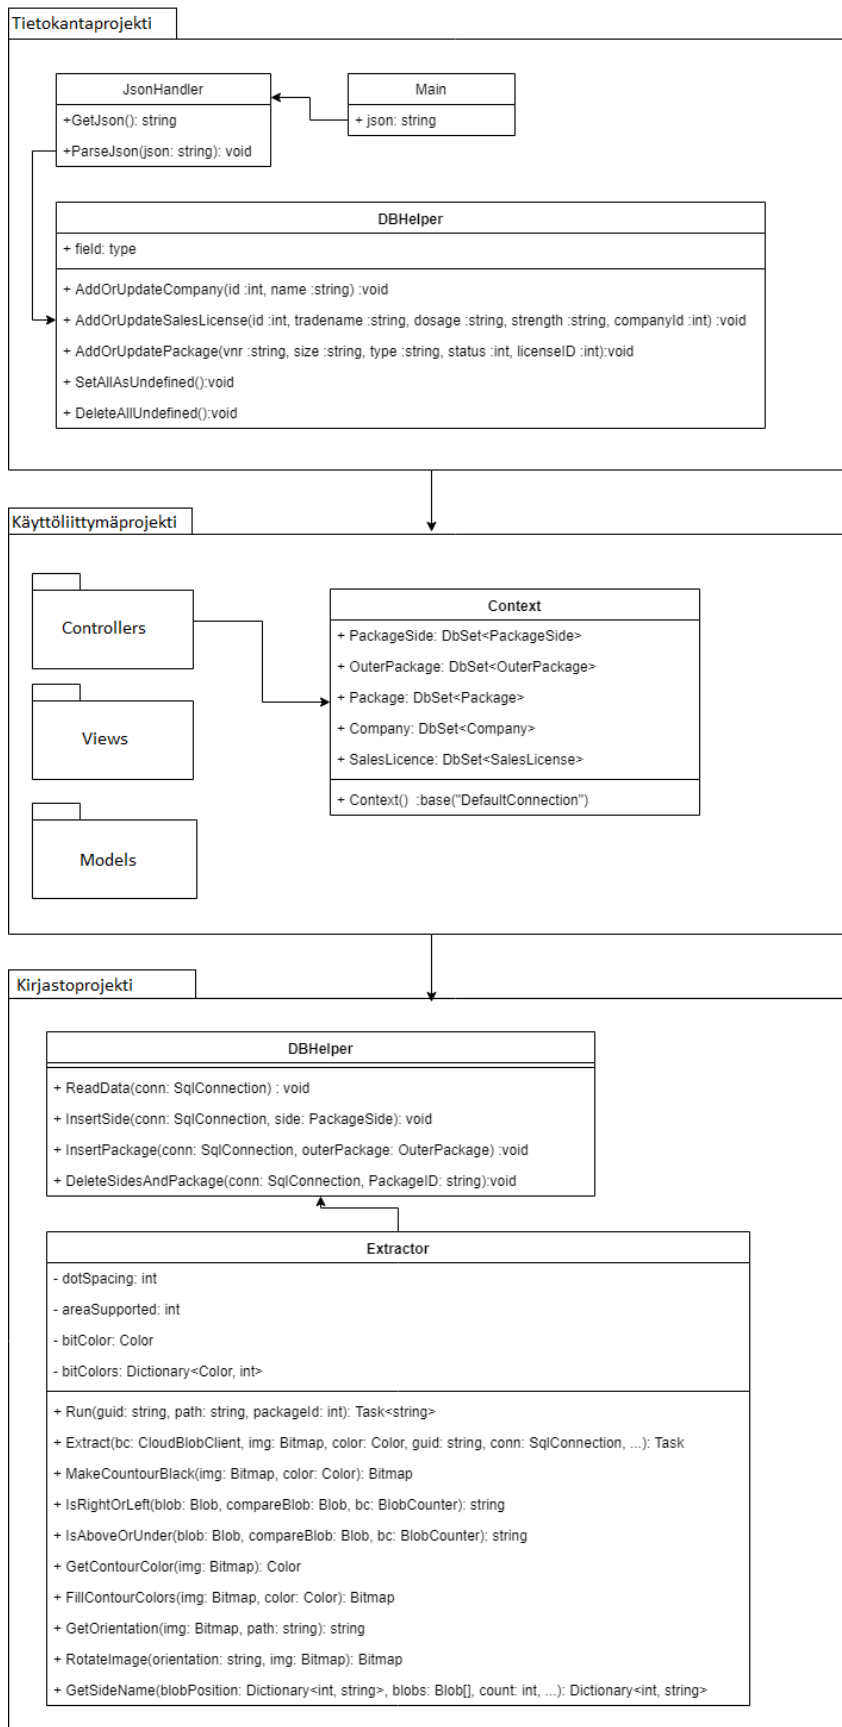 Tietokantaprojekti
JsonHandler
+GetJson(): string
+ParseJson(json: string): void
Main
+ json: string
DBHelper
+ field: type
+ AddOrUpdateCompany(id :int, name :string) :void
+ AddOrUpdateSalesLicense(id :int, tradename :string, dosage :string, strength :string, companyId :int) :void
+ AddOrUpdatePackage(vnr :string, size :string, type :string, status :int, licenseID :int):void
+ SetAllAsUndefined():void
+ DeleteAllUndefined():void
Käyttöliittymäprojekti
Controllers
Views
Models
Context
+ PackageSide: DbSet<PackageSide>
+ OuterPackage: DbSet<OuterPackage>
+ Package: DbSet<Package>
+ Company: DbSet<Company>
+ SalesLicence: DbSet<SalesLicense>
+ Context() :base("DefaultConnection")
Kirjastoprojekti
DBHelper
+ ReadData(conn: SqlConnection) : void
+ InsertSide(conn: SqlConnection, side: PackageSide): void
+ InsertPackage(conn: SqlConnection, outerPackage: OuterPackage) :void
+ DeleteSidesAndPackage(conn: SqlConnection, PackageID: string):void
Extractor
- dotSpacing: int
- areaSupported: int
- bitColor: Color
- bitColors: Dictionary<Color, int>
+ Run(guid: string, path: string, packageId: int): Task<string>
+ Extract(bc: CloudBlobClient, img: Bitmap, color: Color, guid: string, conn: SqlConnection, ...): Task
+ MakeCountourBlack(img: Bitmap, color: Color): Bitmap
+ IsRightOrLeft(blob: Blob, compareBlob: Blob, bc: BlobCounter): string
+ IsAboveOrUnder(blob: Blob, compareBlob: Blob, bc: BlobCounter): string
+ GetContourColor(img: Bitmap): Color
+ FillContourColors(img: Bitmap, color: Color): Bitmap
+ GetOrientation(img: Bitmap, path: string): string
+ RotateImage(orientation: string, img: Bitmap): Bitmap
+ GetSideName(blobPosition: Dictionary<int, string>, blobs: Blob[], count: int, ...): Dictionary<int, string>